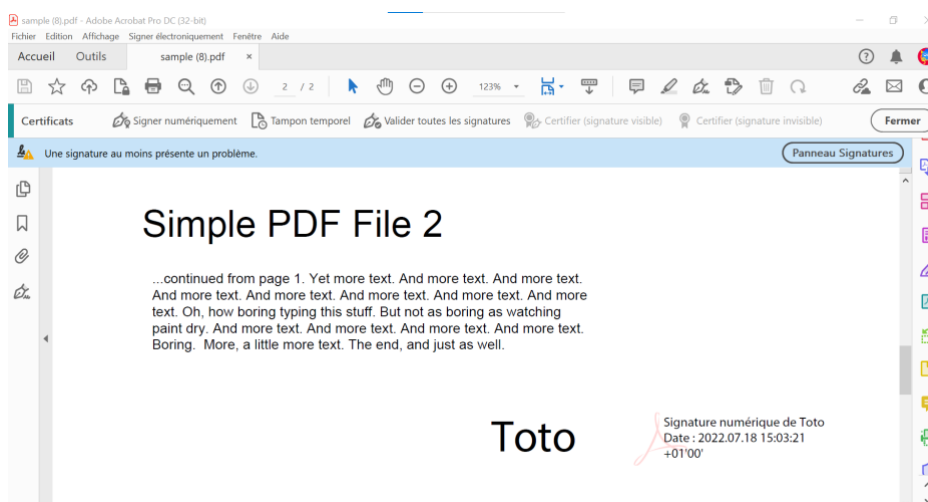 sample (8).pdf - Adobe Acrobat Pro DC (32-bit)
Fichier Edition Affichage Signer électroniquement Fenêtre Aide
Accueil Outils sample (8).pdf ×
2 / 2 123%
Certificats Signer numériquement Tampon temporel Valider toutes les signatures Certifier (signature visible) Certifier (signature invisible) Fermer
Une signature au moins présente un problème. Panneau Signatures
Simple PDF File 2
...continued from page 1. Yet more text. And more text. And more text.
And more text. And more text. And more text. And more text. And more
text. Oh, how boring typing this stuff. But not as boring as watching
paint dry. And more text. And more text. And more text. And more text.
Boring. More, a little more text. The end, and just as well.
Toto
Signature numérique de Toto
Date : 2022.07.18 15:03:21
+01'00'